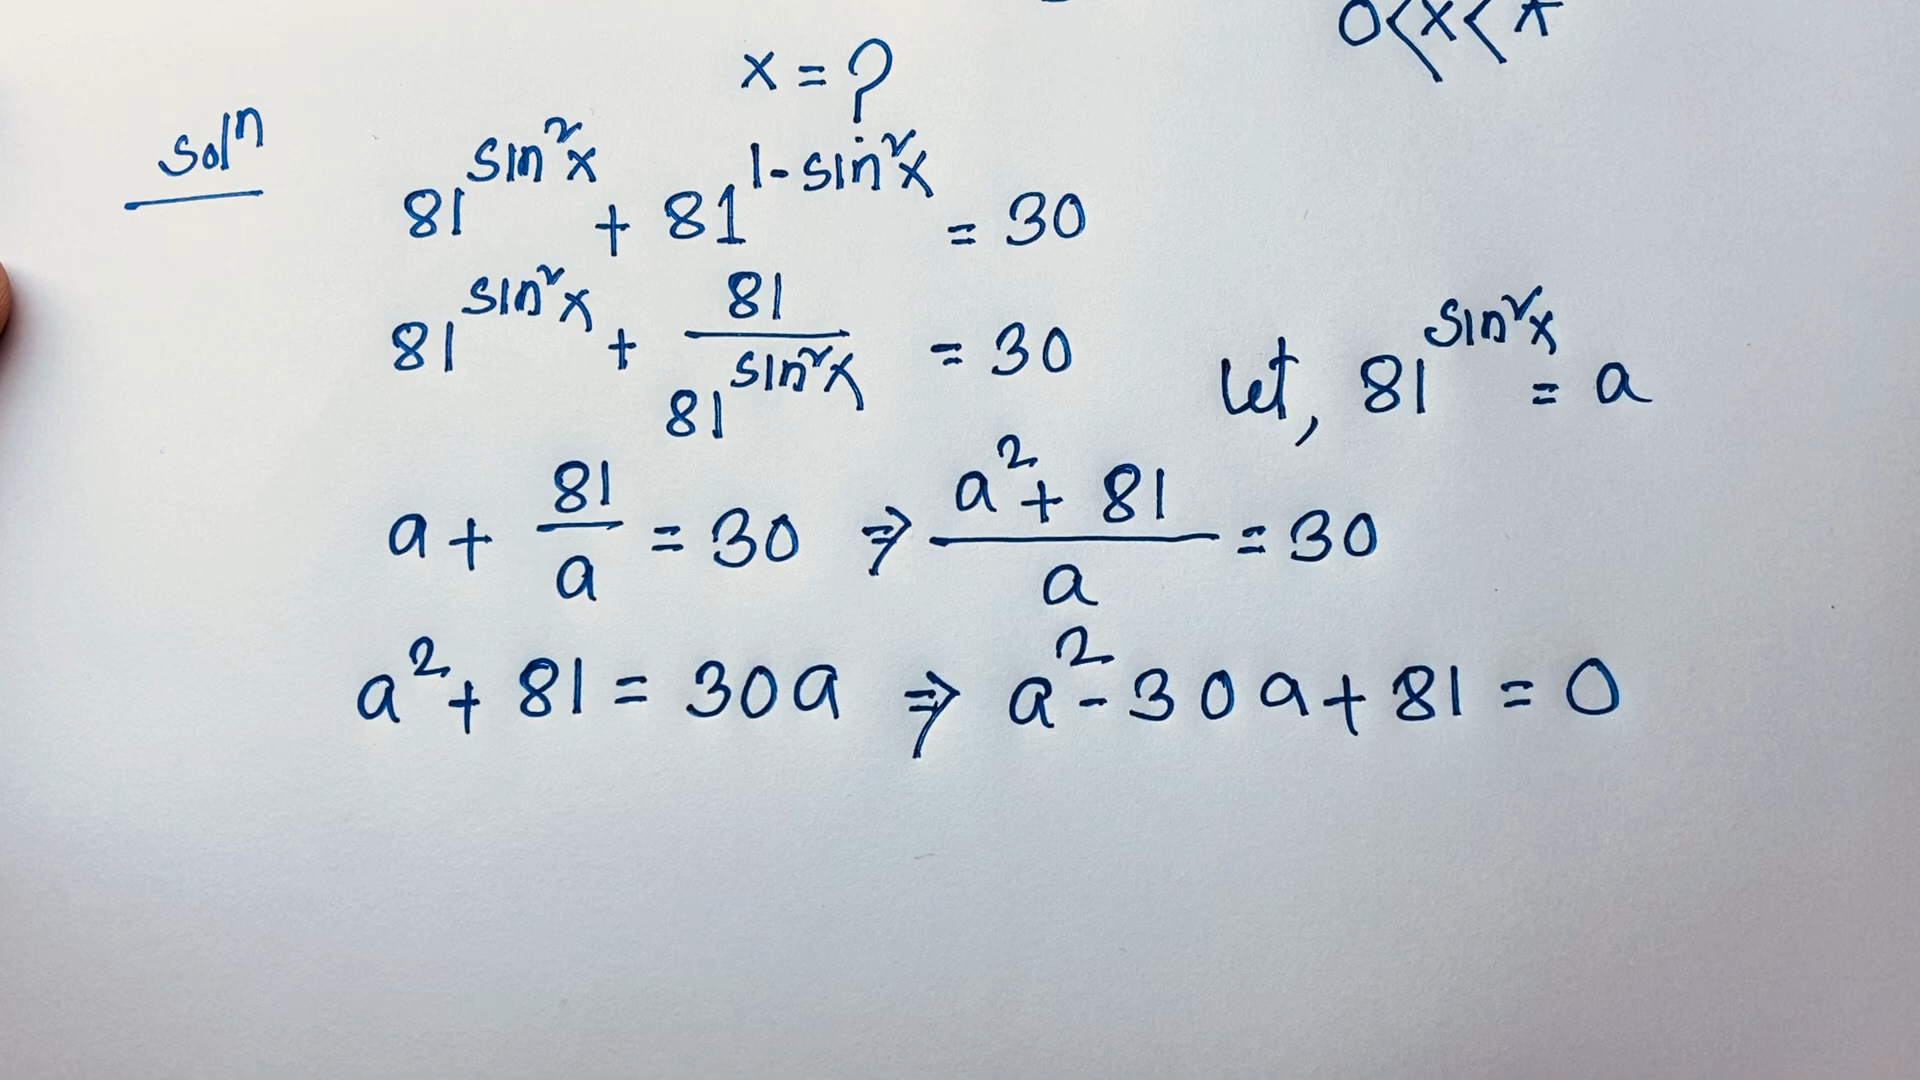 0<x<π
x = ?
Solⁿ
81^(sin²x) + 81^(1-sin²x) = 30
81^(sin²x) + 81/81^(sin²x) = 30
let, 81^(sin²x) = a
a + 81/a = 30 ⇒ (a² + 81)/a = 30
a² + 81 = 30a ⇒ a² - 30a + 81 = 0